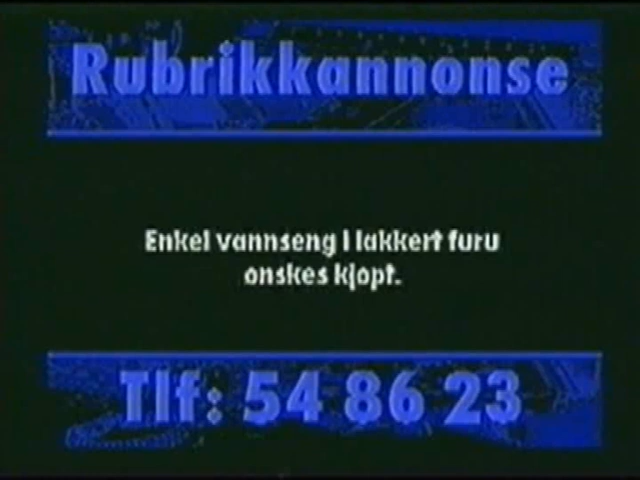 Rubrikkannonse
Enkel vannseng i lakkert furu
onskes kjopt.
Tlf: 54 86 23